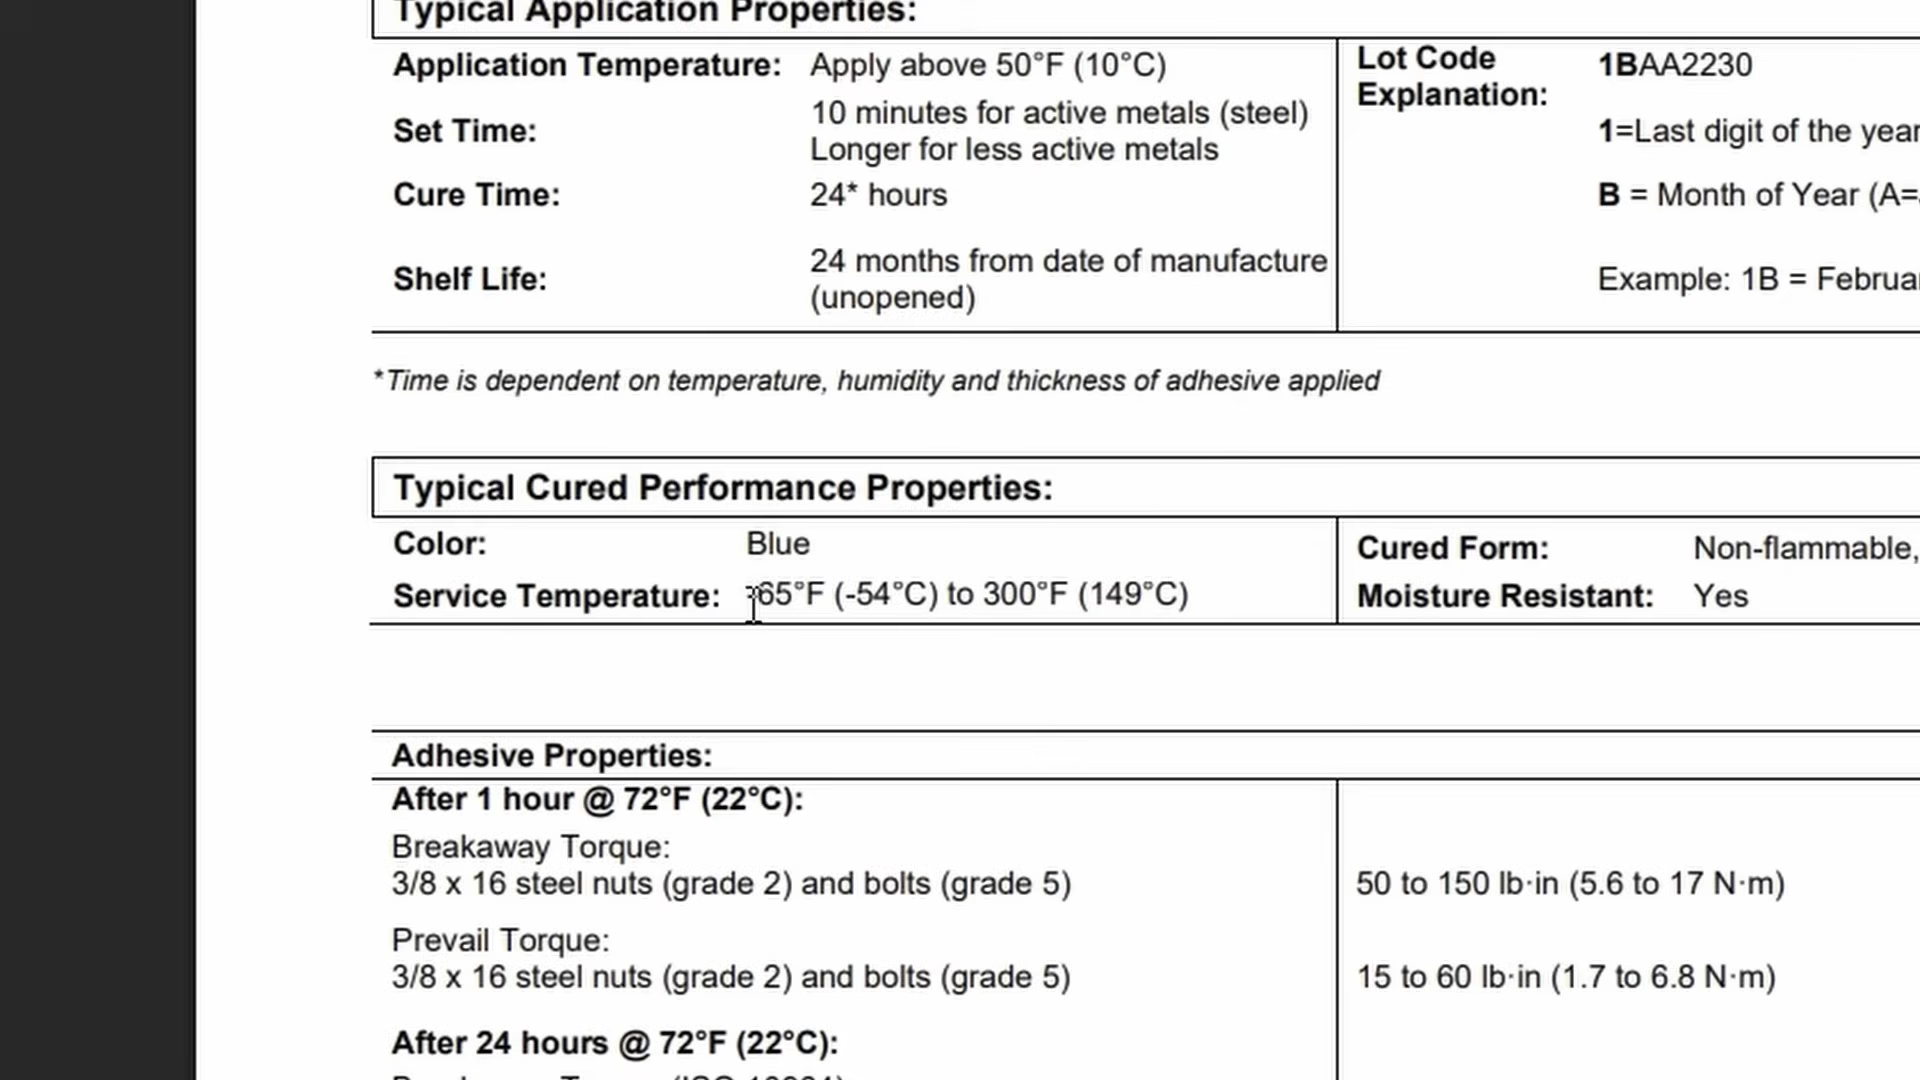 Typical Application Properties:
Application Temperature: Apply above 50°F (10°C)
Set Time: 10 minutes for active metals (steel)
Longer for less active metals
Cure Time: 24* hours
Shelf Life: 24 months from date of manufacture
(unopened)
Lot Code
Explanation: 1BAA2230
1=Last digit of the year
B = Month of Year (A=
Example: 1B =
*Time is dependent on temperature, humidity and thickness of adhesive applied
Typical Cured Performance Properties:
Color: Blue
Service Temperature: -65°F (-54°C) to 300°F (149°C)
Cured Form: Non-flammable,
Moisture Resistant: Yes
Adhesive Properties:
After 1 hour @ 72°F (22°C):
Breakaway Torque:
3/8 x 16 steel nuts (grade 2) and bolts (grade 5) 50 to 150 lb·in (5.6 to 17 N·m)
Prevail Torque:
3/8 x 16 steel nuts (grade 2) and bolts (grade 5) 15 to 60 lb·in (1.7 to 6.8 N·m)
After 24 hours @ 72°F (22°C):